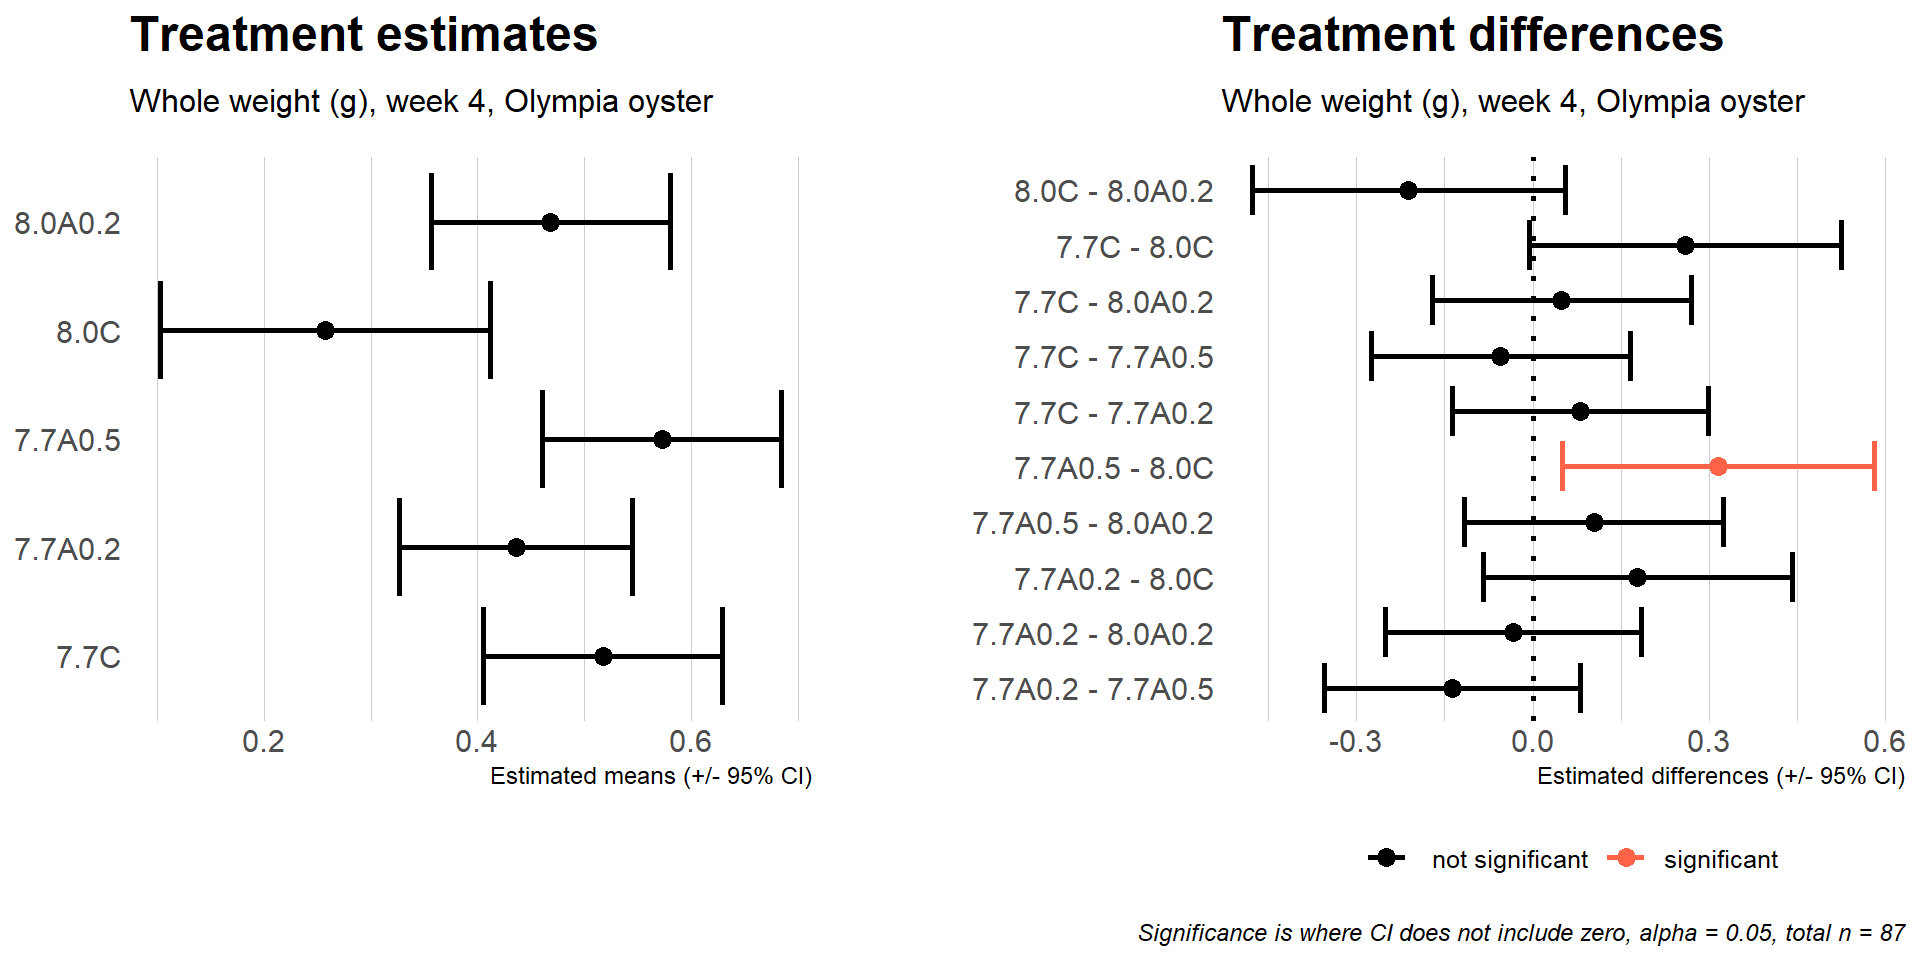 Treatment estimates
Whole weight (g), week 4, Olympia oyster
8.0A0.2
8.0C
7.7A0.5
7.7A0.2
7.7C
0.2 0.4 0.6
Estimated means (+/- 95% CI)
Treatment differences
Whole weight (g), week 4, Olympia oyster
8.0C - 8.0A0.2
7.7C - 8.0C
7.7C - 8.0A0.2
7.7C - 7.7A0.5
7.7C - 7.7A0.2
7.7A0.5 - 8.0C
7.7A0.5 - 8.0A0.2
7.7A0.2 - 8.0C
7.7A0.2 - 8.0A0.2
7.7A0.2 - 7.7A0.5
-0.3 0.0 0.3 0.6
Estimated differences (+/- 95% CI)
not significant significant
Significance is where CI does not include zero, alpha = 0.05, total n = 87